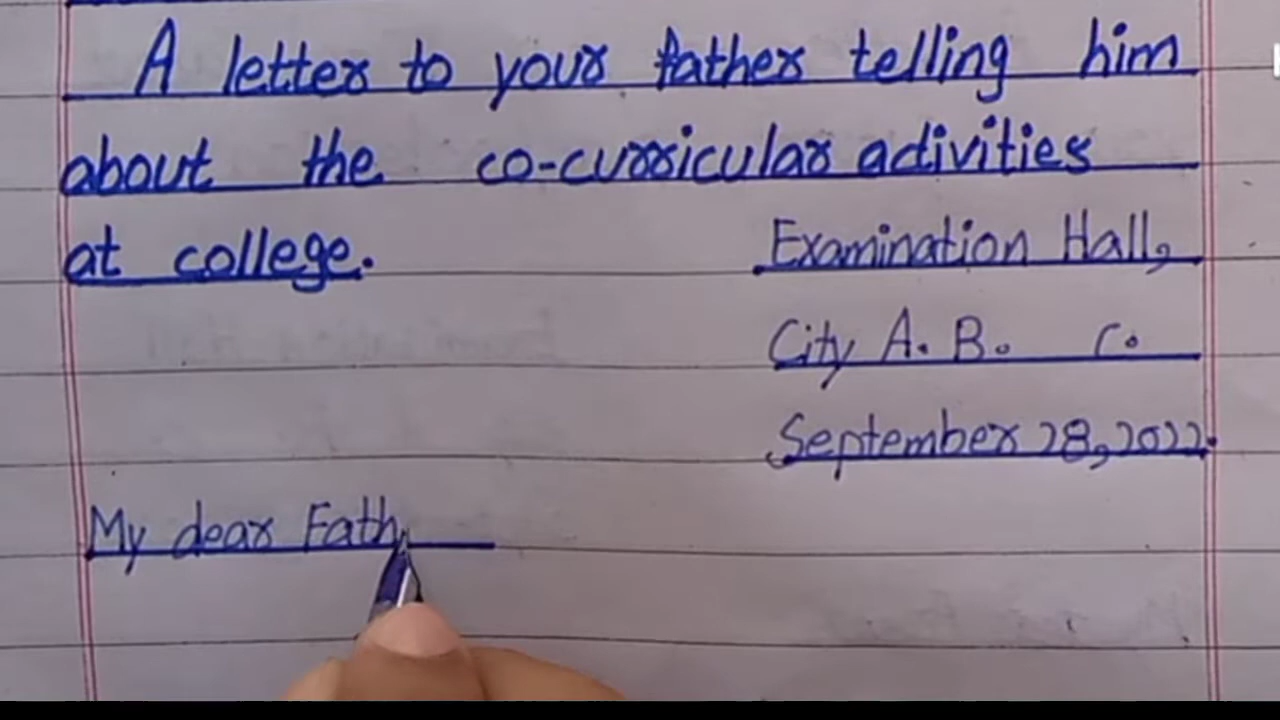 A letter to your father telling him
about the co-curricular activities
at college.
Examination Hall,
City A. B. C.
September 28, 2022.
My dear Fath